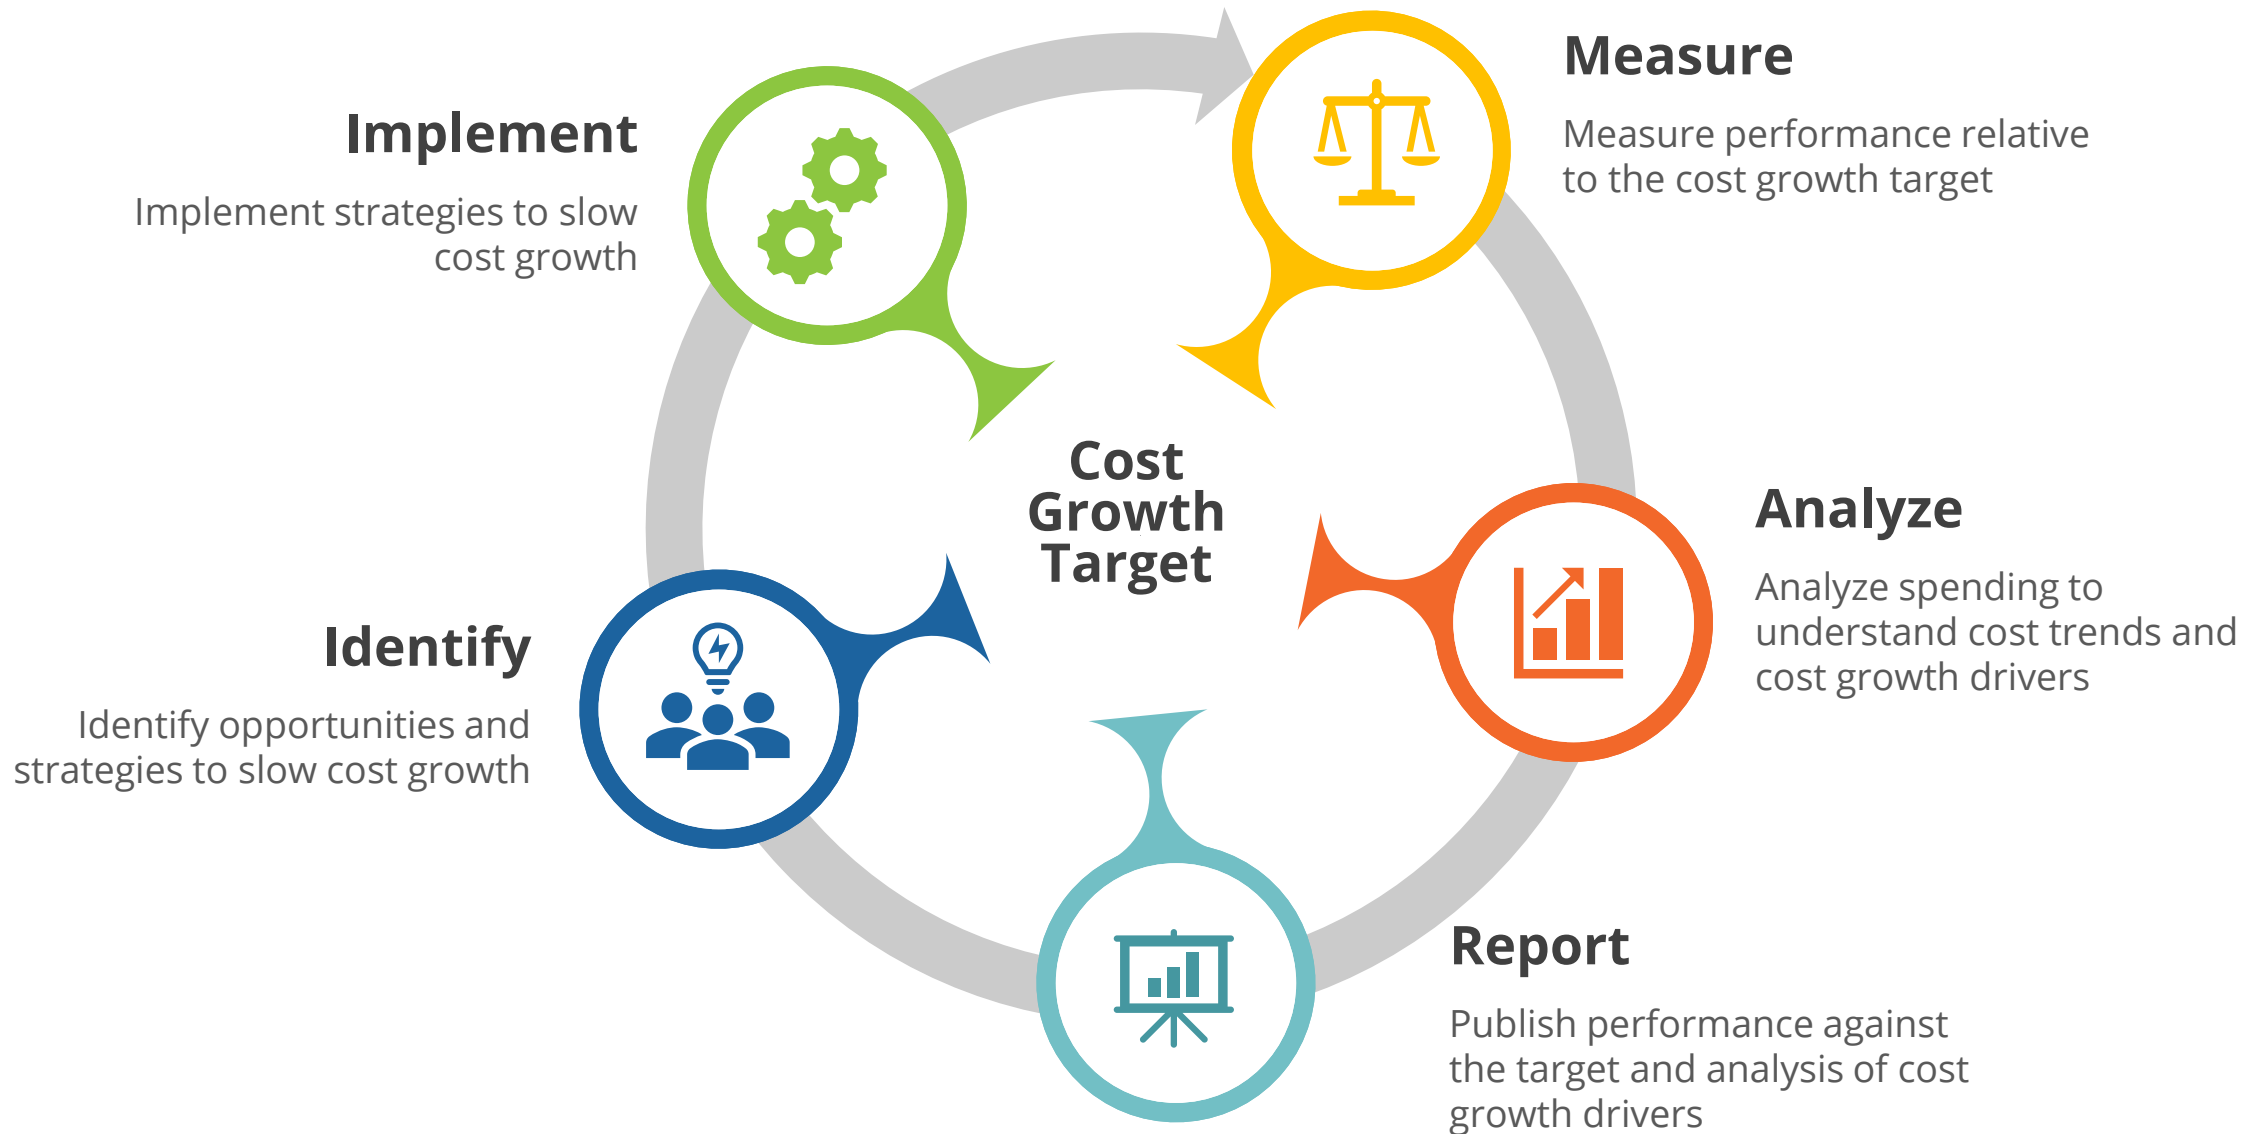 Measure
Measure performance relative
to the cost growth target
Implement
Implement strategies to slow
cost growth
Cost
Growth
Target
Analyze
Analyze spending to
understand cost trends and
cost growth drivers
Identify
Identify opportunities and
strategies to slow cost growth
Report
Publish performance against
the target and analysis of cost
growth drivers